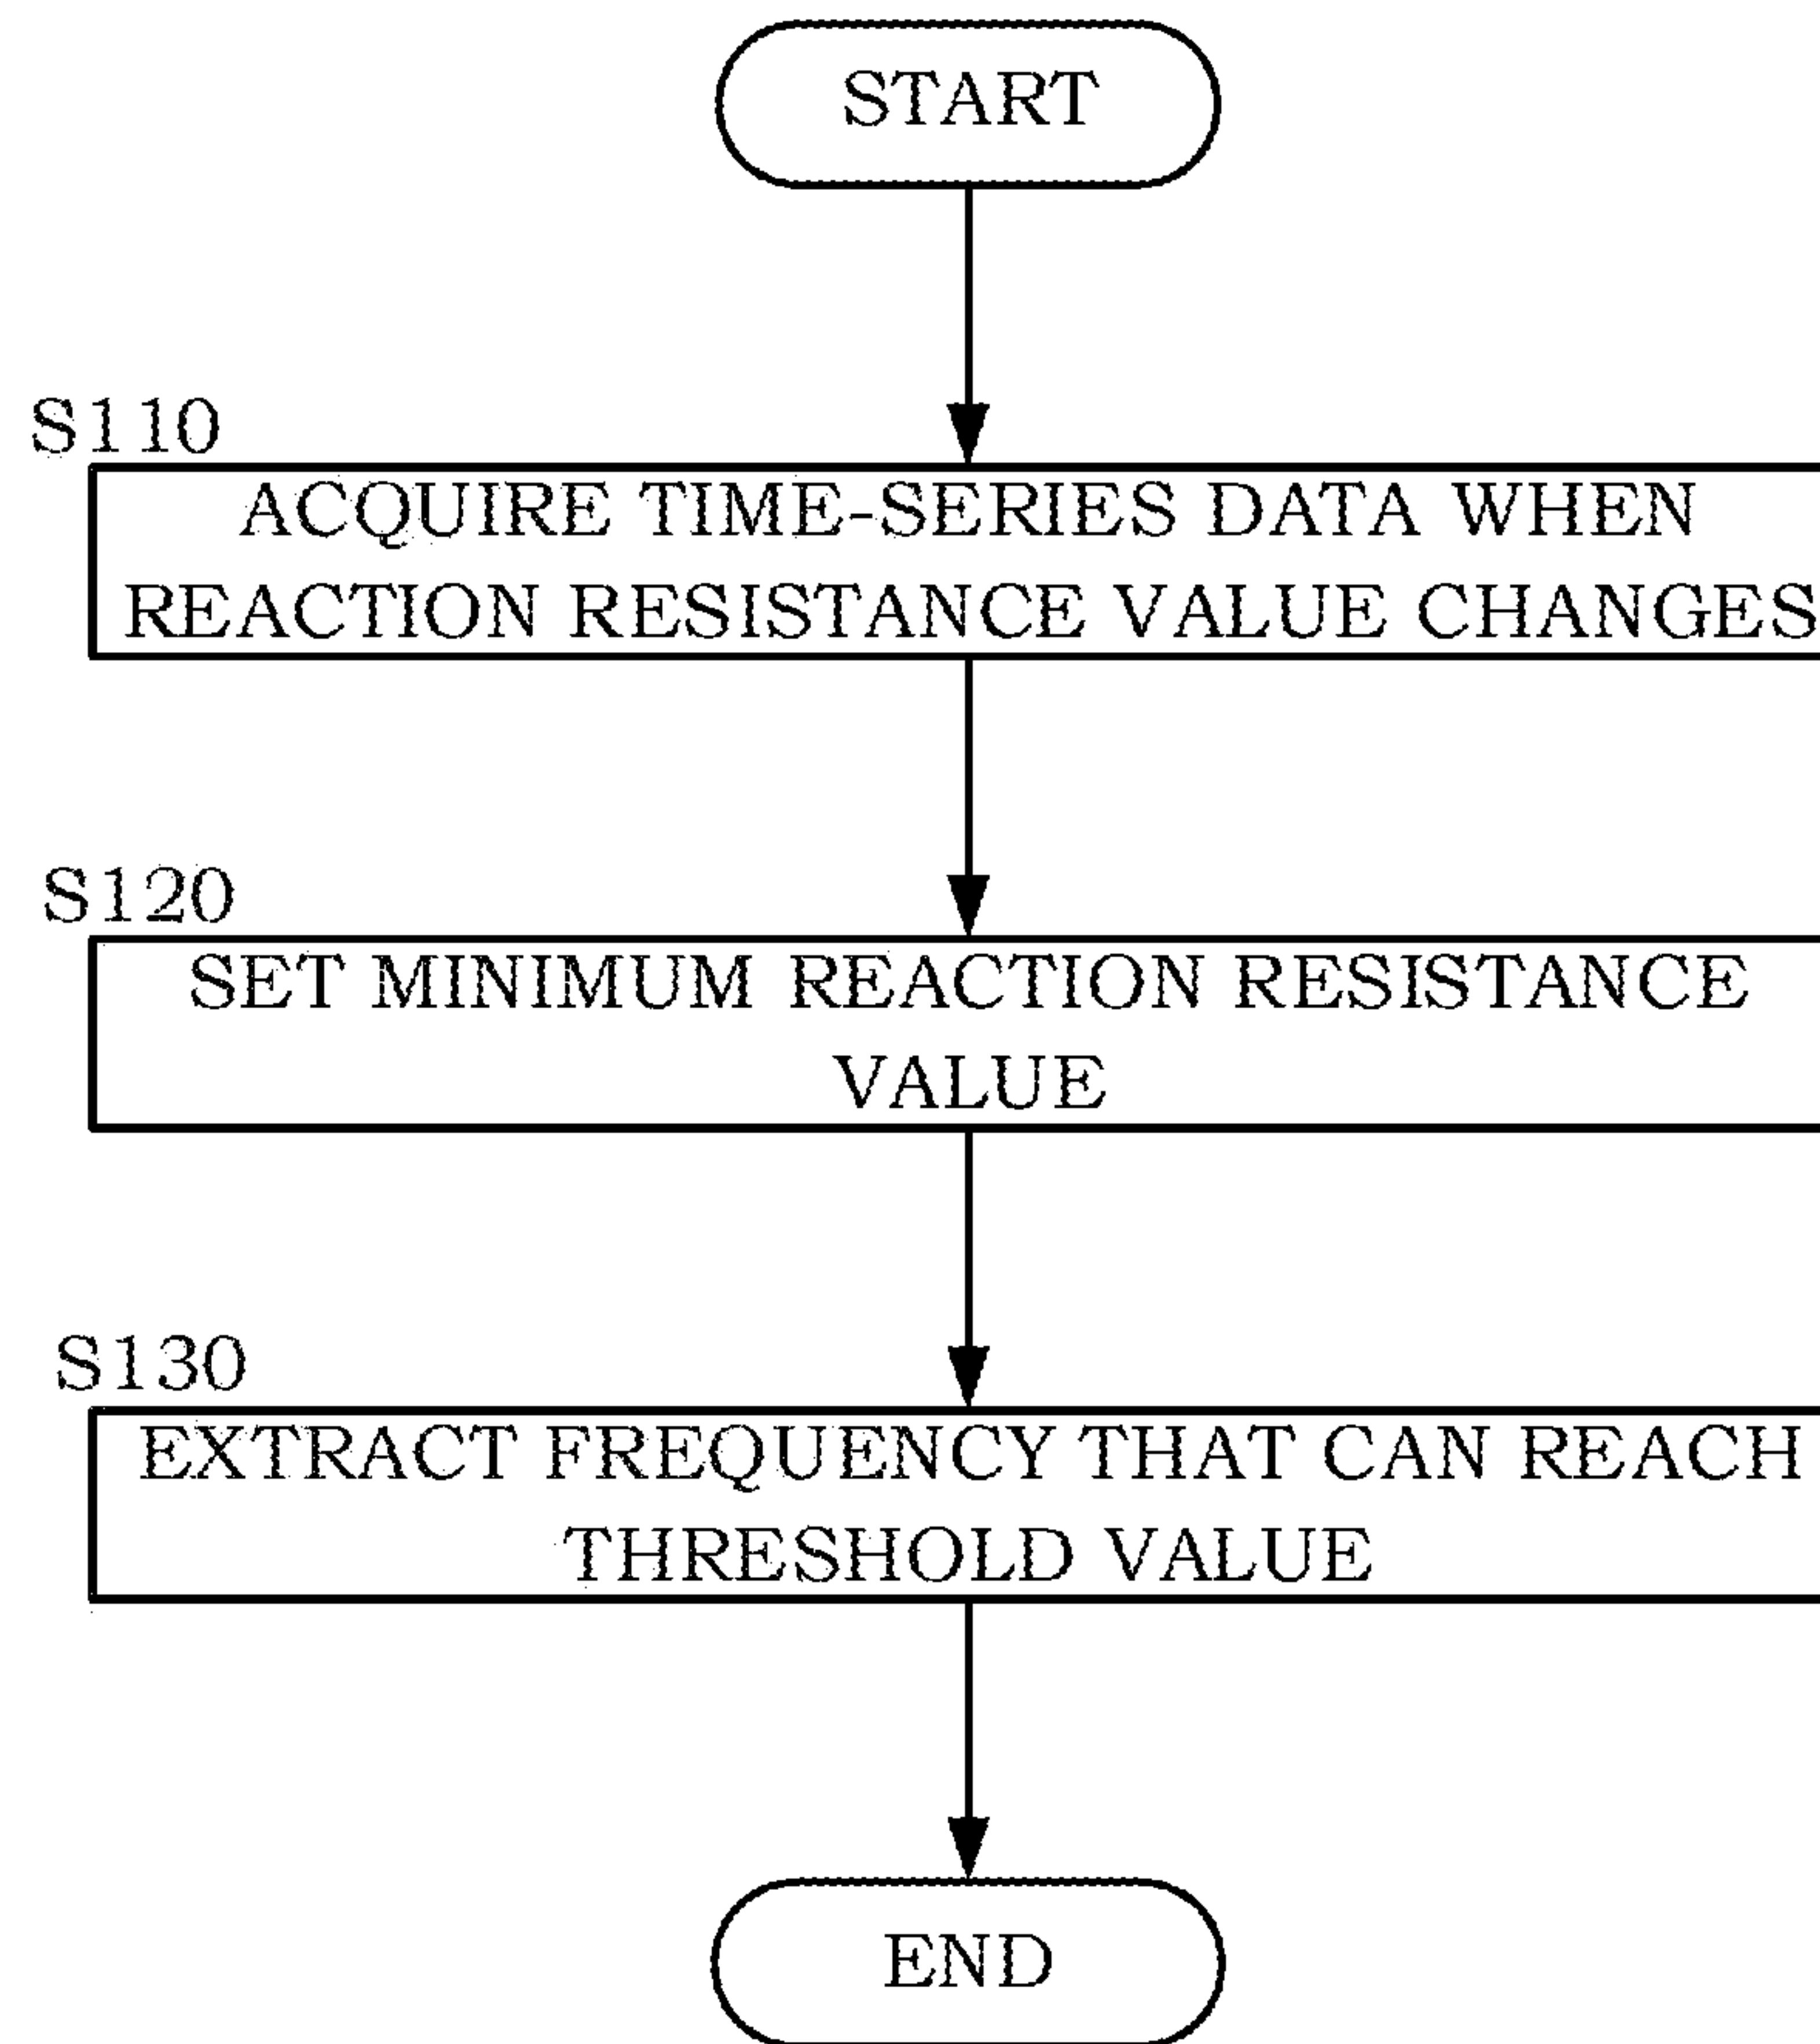 START
S110
ACQUIRE TIME-SERIES DATA WHEN
REACTION RESISTANCE VALUE CHANGES
S120
SET MINIMUM REACTION RESISTANCE
VALUE
S130
EXTRACT FREQUENCY THAT CAN REACH
THRESHOLD VALUE
END